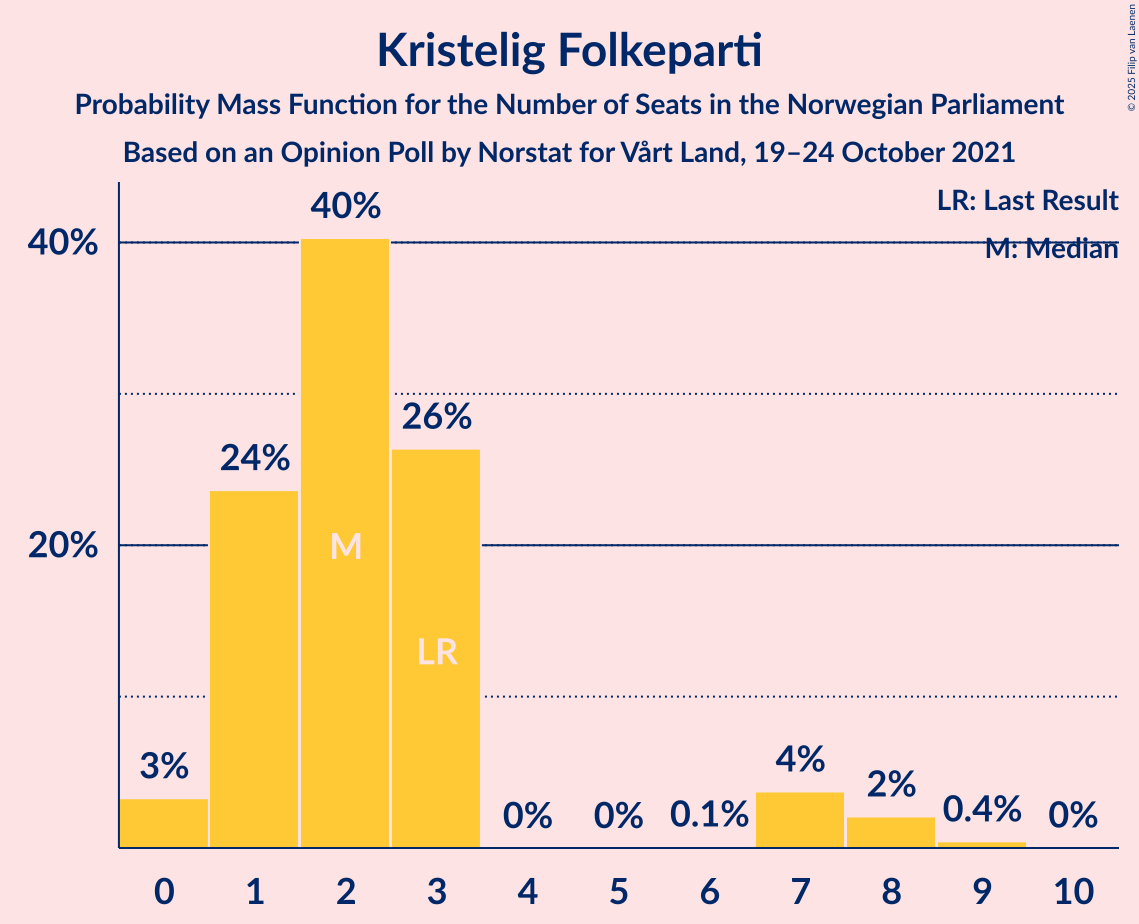 Kristelig Folkeparti
Probability Mass Function for the Number of Seats in the Norwegian Parliament
Based on an Opinion Poll by Norstat for Vårt Land, 19–24 October 2021
© 2025 Filip van Laenen
LR: Last Result
M: Median
40%
20%
3%
24%
40%
26%
0%
0%
0.1%
4%
2%
0.4%
0%
M
LR
0 1 2 3 4 5 6 7 8 9 10